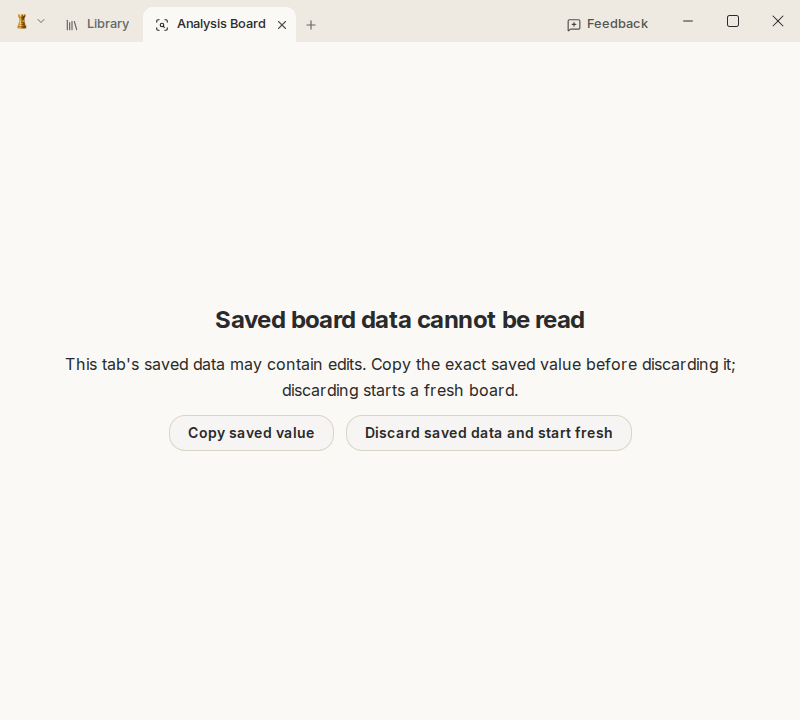 Library
Analysis Board
Feedback
Saved board data cannot be read
This tab's saved data may contain edits. Copy the exact saved value before discarding it;
discarding starts a fresh board.
Copy saved value
Discard saved data and start fresh